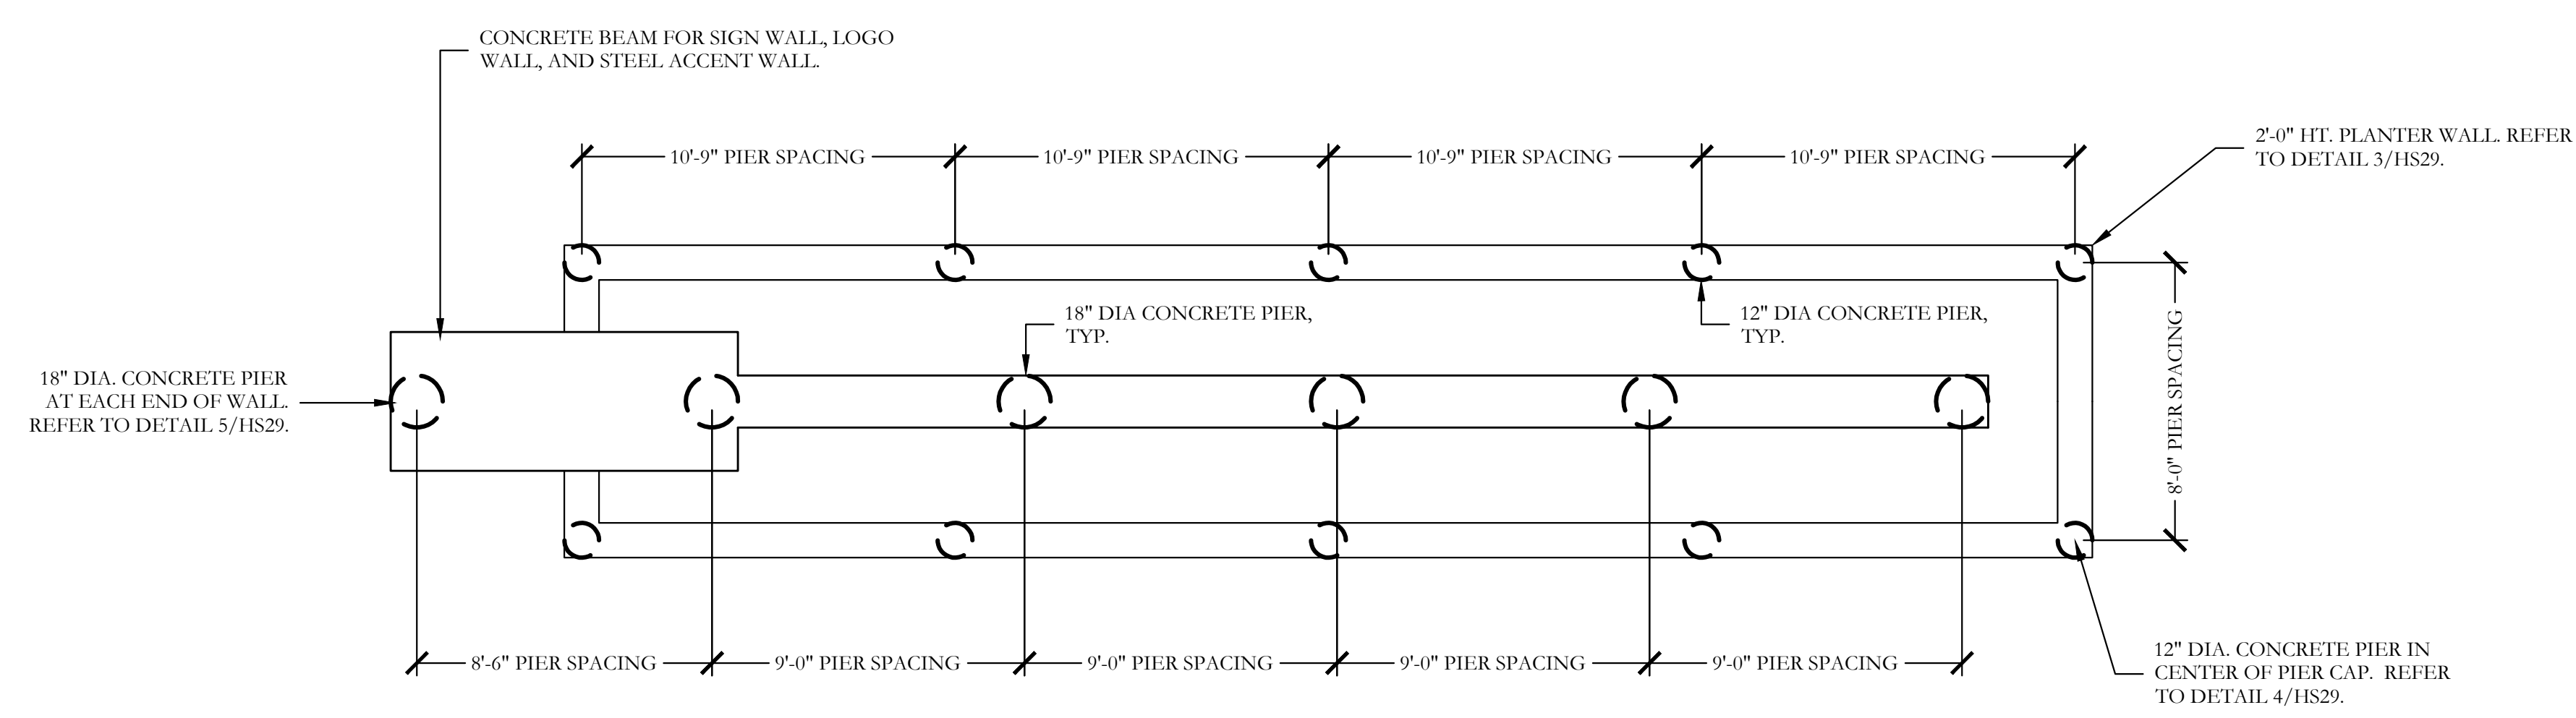 CONCRETE BEAM FOR SIGN WALL, LOGO
WALL, AND STEEL ACCENT WALL.
10'-9" PIER SPACING
10'-9" PIER SPACING
10'-9" PIER SPACING
10'-9" PIER SPACING
2'-0" HT. PLANTER WALL. REFER
TO DETAIL 3/HS29.
18" DIA CONCRETE PIER,
TYP.
12" DIA CONCRETE PIER,
TYP.
18" DIA. CONCRETE PIER
AT EACH END OF WALL.
REFER TO DETAIL 5/HS29.
8'-0" PIER SPACING
8'-6" PIER SPACING
9'-0" PIER SPACING
9'-0" PIER SPACING
9'-0" PIER SPACING
9'-0" PIER SPACING
12" DIA. CONCRETE PIER IN
CENTER OF PIER CAP. REFER
TO DETAIL 4/HS29.